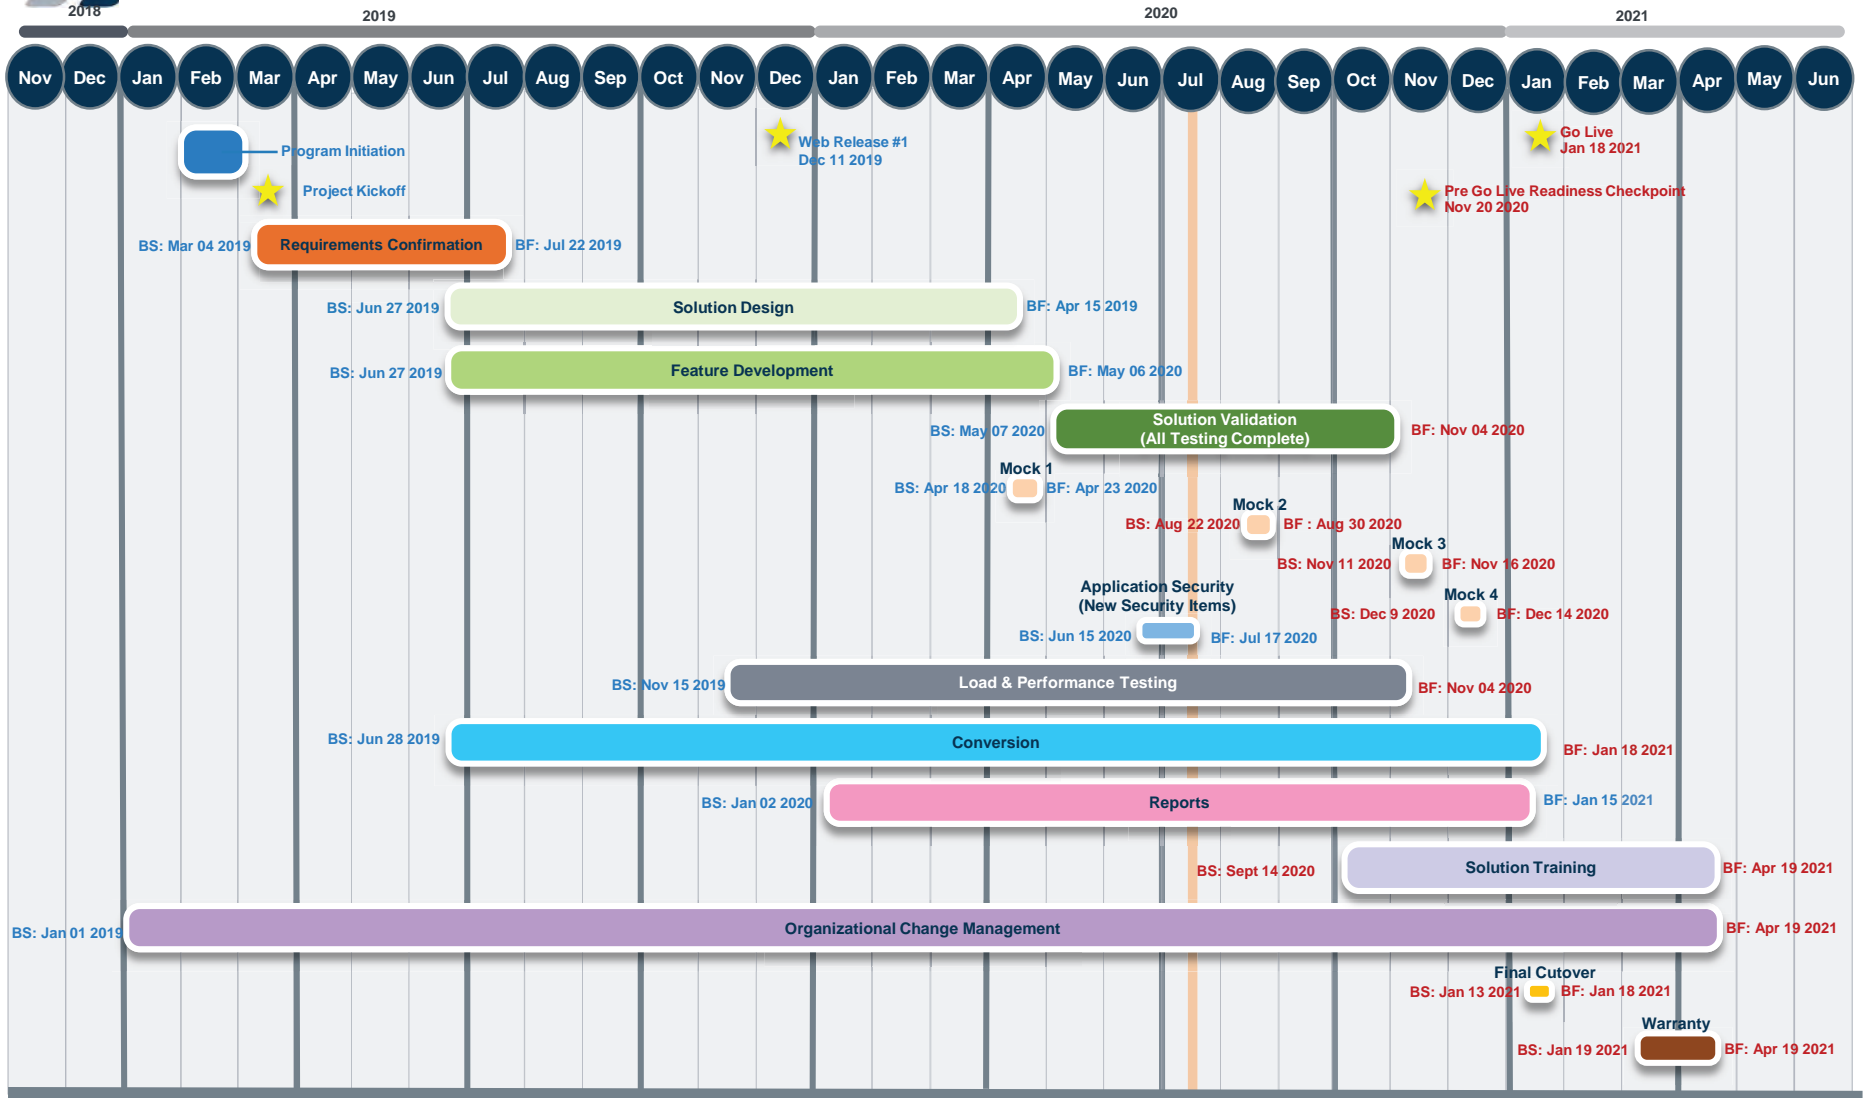 2018
2019
2020
2021
Nov Dec Jan Feb Mar Apr May Jun Jul Aug Sep Oct Nov Dec Jan Feb Mar Apr May Jun Jul Aug Sep Oct Nov Dec Jan Feb Mar Apr May Jun
Program Initiation
Web Release #1
Dec 11 2019
Go Live
Jan 18 2021
Project Kickoff
Pre Go Live Readiness Checkpoint
Nov 20 2020
BS: Mar 04 2019 Requirements Confirmation BF: Jul 22 2019
BS: Jun 27 2019 Solution Design BF: Apr 15 2019
BS: Jun 27 2019 Feature Development BF: May 06 2020
BS: May 07 2020
Solution Validation
(All Testing Complete)
BF: Nov 04 2020
Mock 1
BS: Apr 18 2020 BF: Apr 23 2020
Mock 2
BS: Aug 22 2020 BF : Aug 30 2020
Mock 3
BS: Nov 11 2020 BF: Nov 16 2020
Mock 4
BS: Dec 9 2020 BF: Dec 14 2020
Application Security
(New Security Items)
BS: Jun 15 2020 BF: Jul 17 2020
BS: Nov 15 2019 Load & Performance Testing BF: Nov 04 2020
BS: Jun 28 2019 Conversion BF: Jan 18 2021
BS: Jan 02 2020 Reports BF: Jan 15 2021
BS: Sept 14 2020 Solution Training BF: Apr 19 2021
BS: Jan 01 2019 Organizational Change Management BF: Apr 19 2021
Final Cutover
BS: Jan 13 2021 BF: Jan 18 2021
Warranty
BS: Jan 19 2021 BF: Apr 19 2021